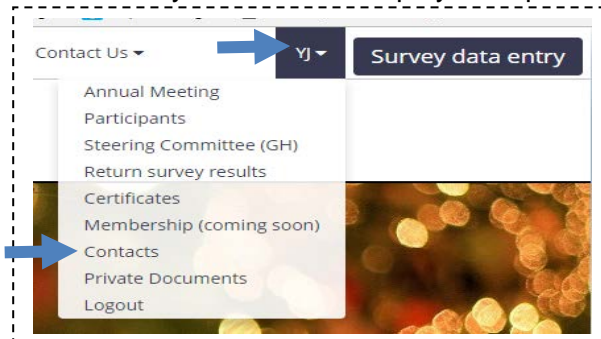 Contact Us YJ Survey data entry
Annual Meeting
Participants
Steering Committee (GH)
Return survey results
Certificates
Membership (coming soon)
Contacts
Private Documents
Logout